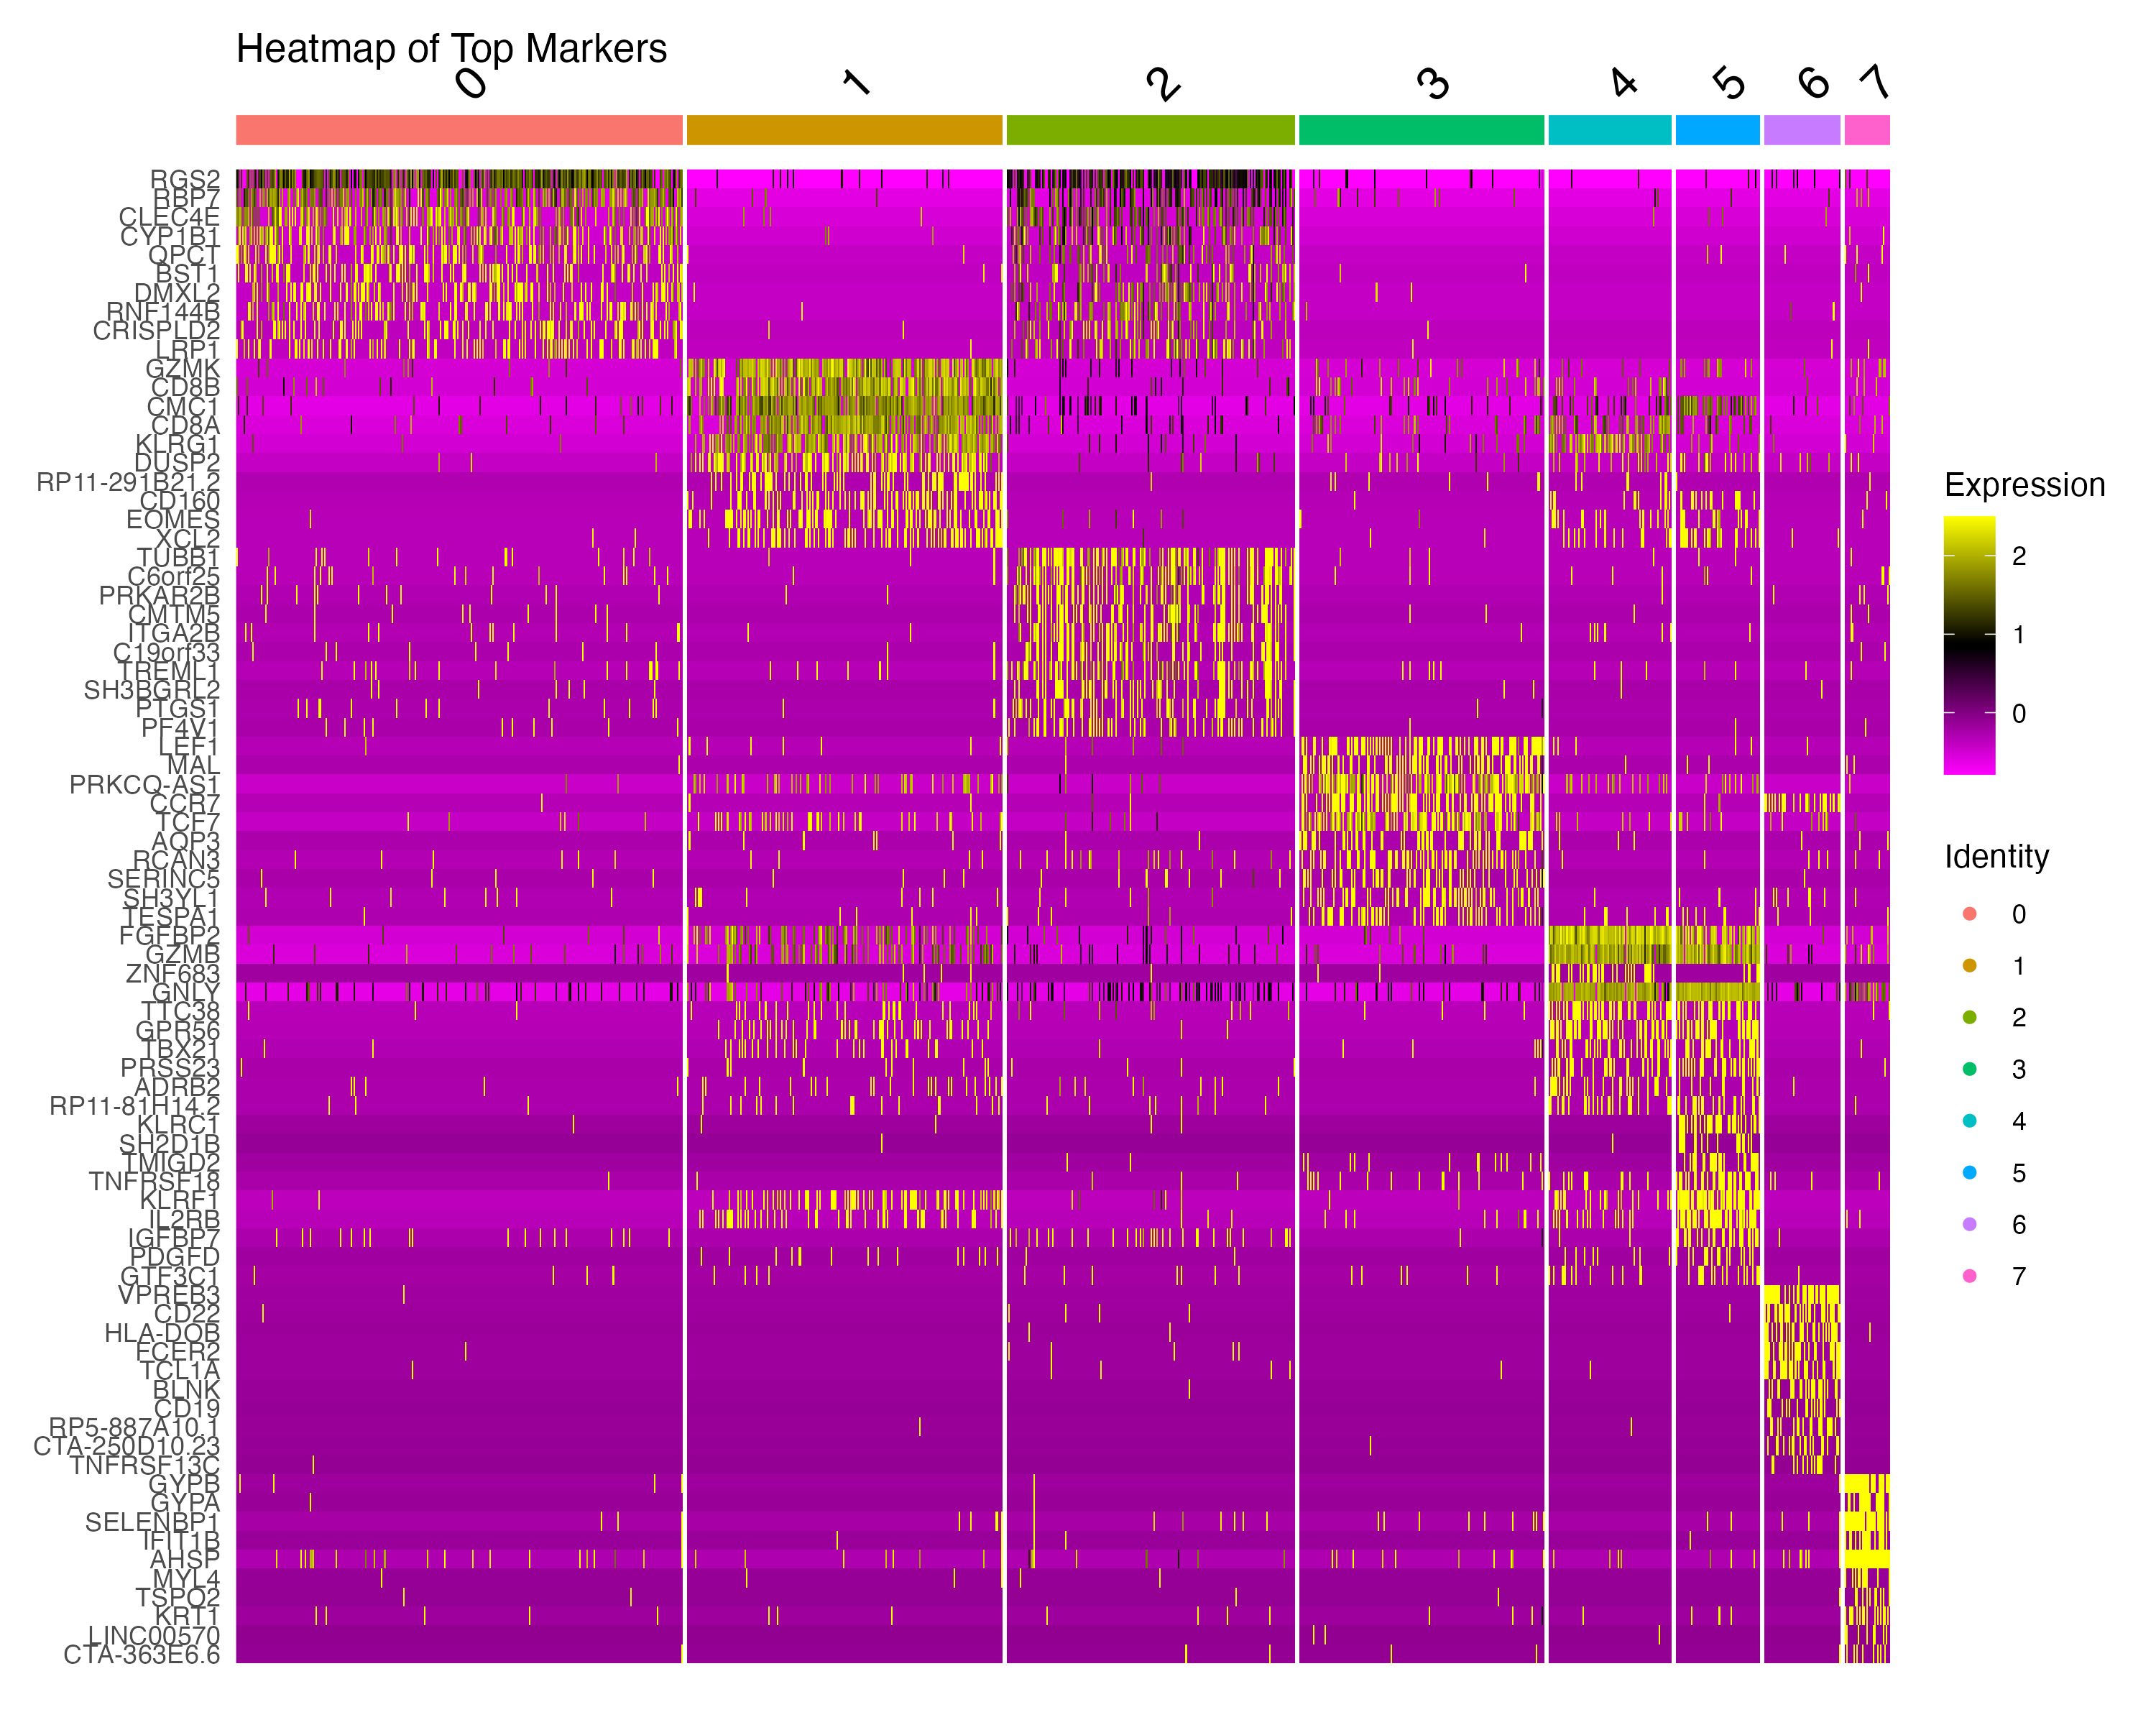 Heatmap of Top Markers
0 1 2 3 4 5 6 7
RGS2
RBP7
CLEC4E
CYP1B1
QPCT
BST1
DMXL2
RNF144B
CRISPLD2
LRP1
GZMK
CD8B
CMC1
CD8A
KLRG1
DUSP2
RP11-291B21.2
CD160
EOMES
XCL2
TUBB1
C6orf25
PRKAR2B
CMTM5
ITGA2B
C19orf33
TREML1
SH3BGRL2
PTGS1
PF4V1
LEF1
MAL
PRKCQ-AS1
CCR7
TCF7
AQP3
RCAN3
SERINC5
SH3YL1
TESPA1
FGFBP2
GZMB
ZNF683
GNLY
TTC38
GPR56
TBX21
PRSS23
ADRB2
RP11-81H14.2
KLRC1
SH2D1B
TMIGD2
TNFRSF18
KLRF1
IL2RB
IGFBP7
PDGFD
GTF3C1
VPREB3
CD22
HLA-DOB
FCER2
TCL1A
BLNK
CD19
RP5-887A10.1
CTA-250D10.23
TNFRSF13C
GYPB
GYPA
SELENBP1
IFIT1B
AHSP
MYL4
TSPO2
KRT1
LINC00570
CTA-363E6.6
Expression
2
1
0
Identity
0
1
2
3
4
5
6
7